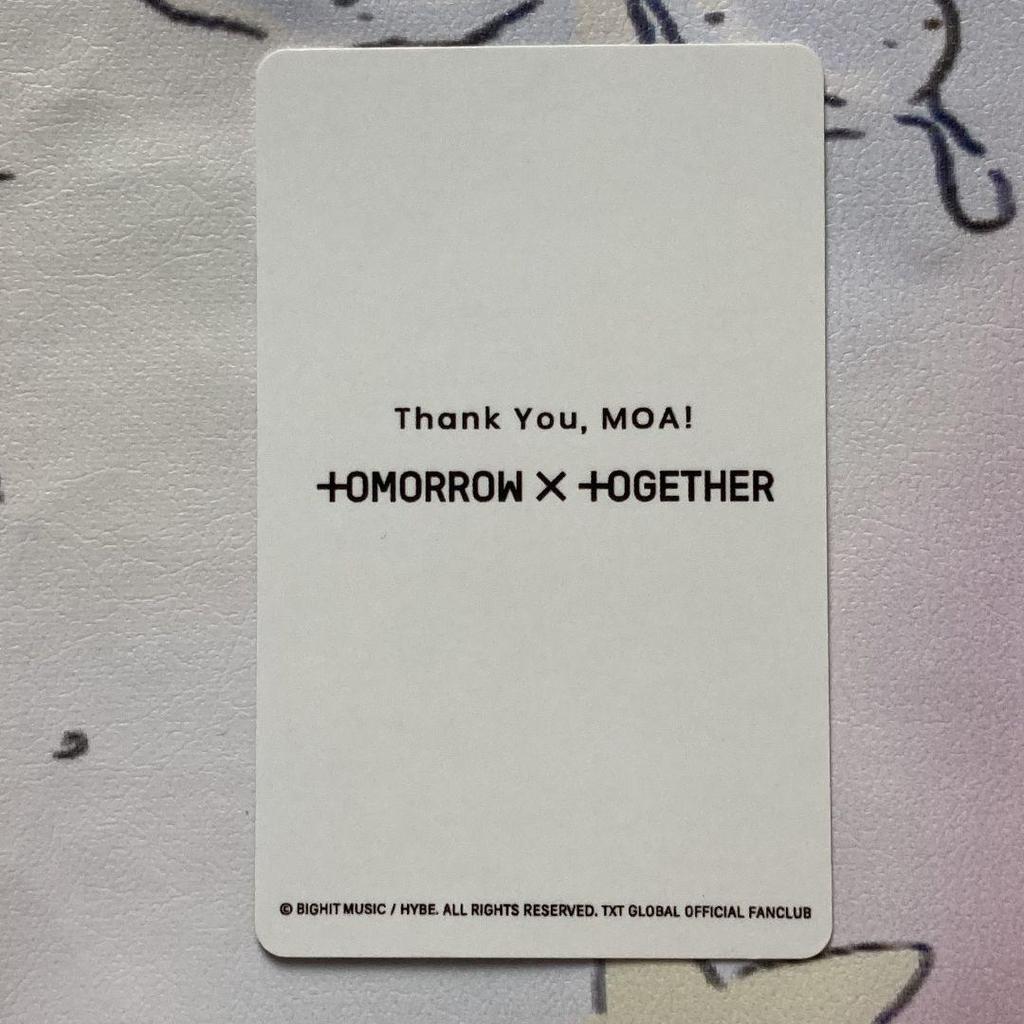 Thank You, MOA!
TOMORROW X TOGETHER
© BIGHIT MUSIC / HYBE. ALL RIGHTS RESERVED. TXT GLOBAL OFFICIAL FANCLUB